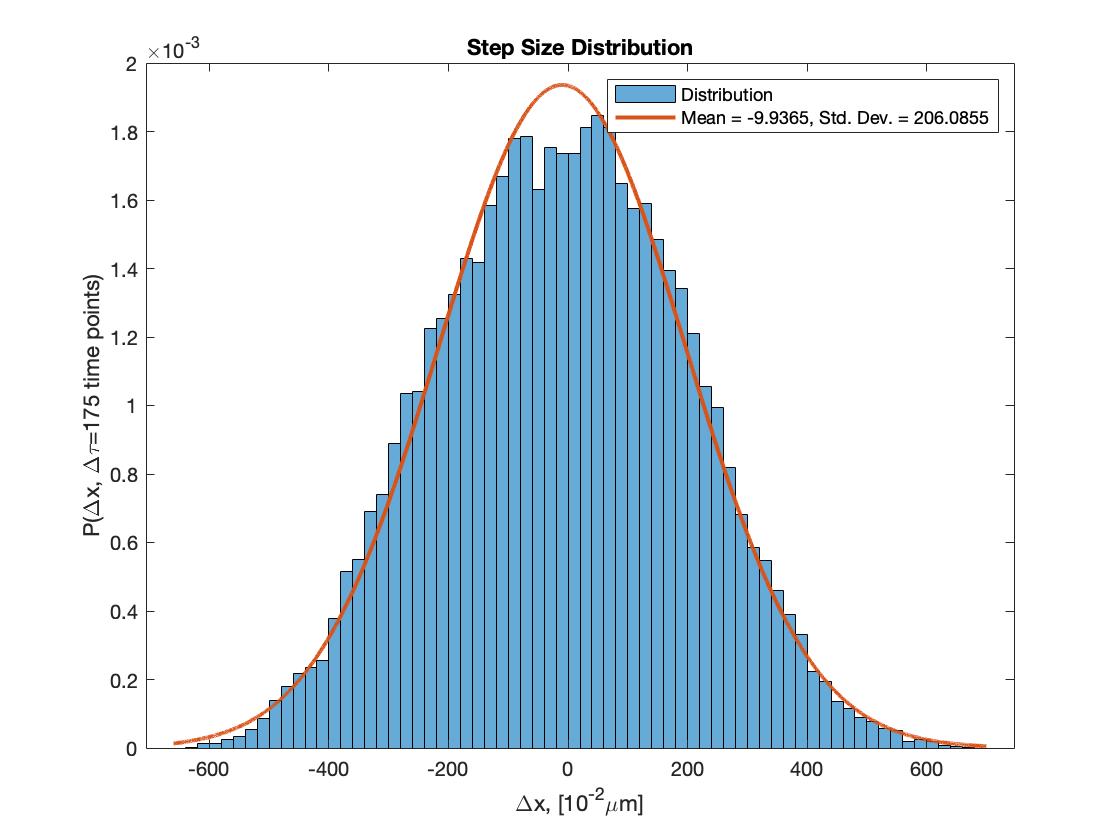 Step Size Distribution
×10⁻³
Distribution
Mean = -9.9365, Std. Dev. = 206.0855
P(Δx, Δτ=175 time points)
2
1.8
1.6
1.4
1.2
1
0.8
0.6
0.4
0.2
0
-600 -400 -200 0 200 400 600
Δx, [10⁻²μm]